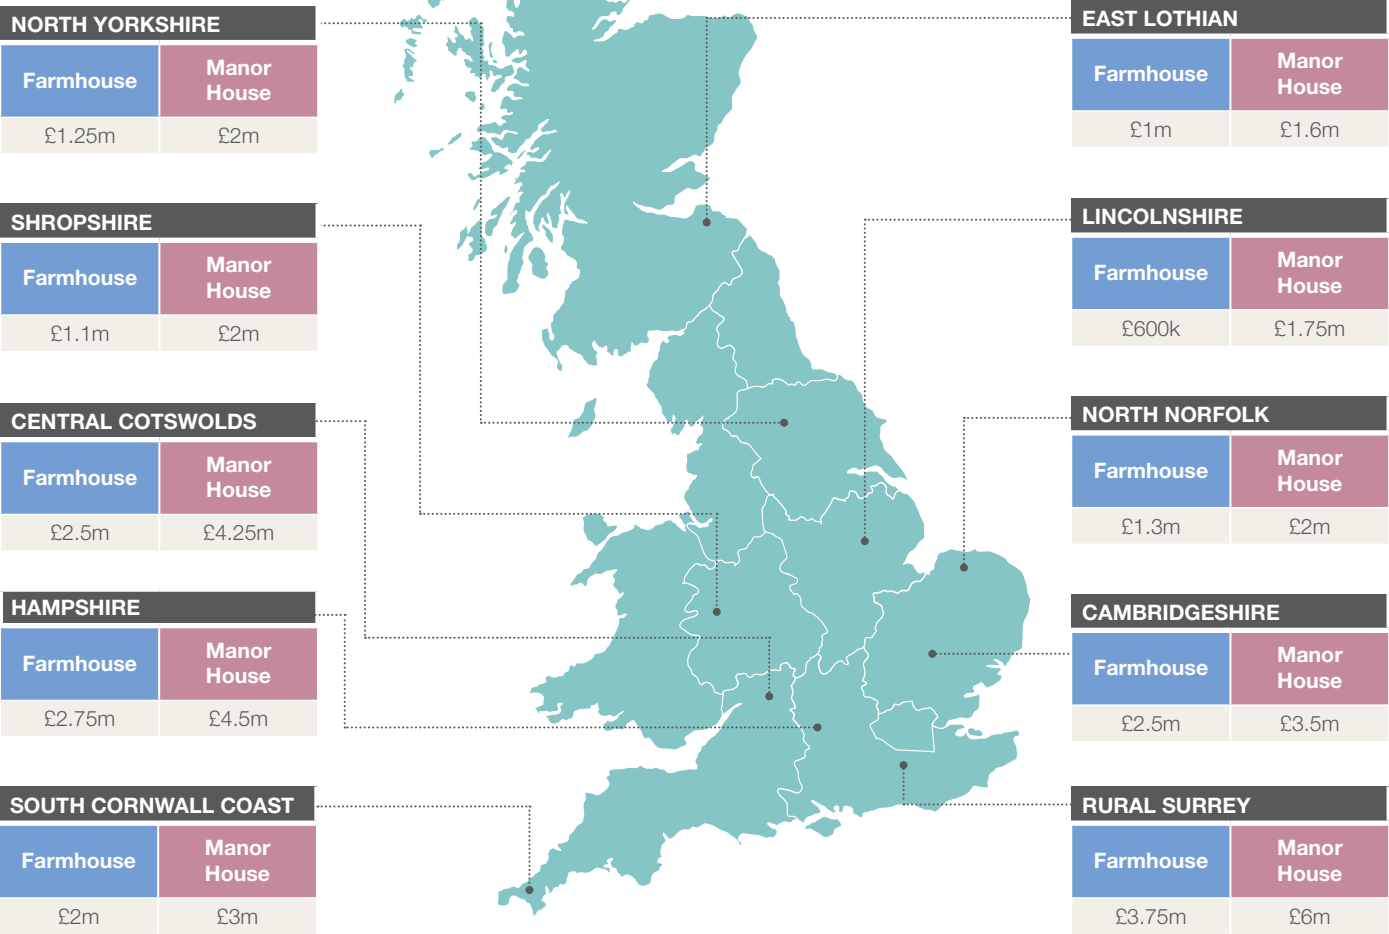 NORTH YORKSHIRE
Farmhouse
Manor
House
£1.25m
£2m
SHROPSHIRE
Farmhouse
Manor
House
£1.1m
£2m
CENTRAL COTSWOLDS
Farmhouse
Manor
House
£2.5m
£4.25m
HAMPSHIRE
Farmhouse
Manor
House
£2.75m
£4.5m
SOUTH CORNWALL COAST
Farmhouse
Manor
House
£2m
£3m
EAST LOTHIAN
Farmhouse
Manor
House
£1m
£1.6m
LINCOLNSHIRE
Farmhouse
Manor
House
£600k
£1.75m
NORTH NORFOLK
Farmhouse
Manor
House
£1.3m
£2m
CAMBRIDGESHIRE
Farmhouse
Manor
House
£2.5m
£3.5m
RURAL SURREY
Farmhouse
Manor
House
£3.75m
£6m